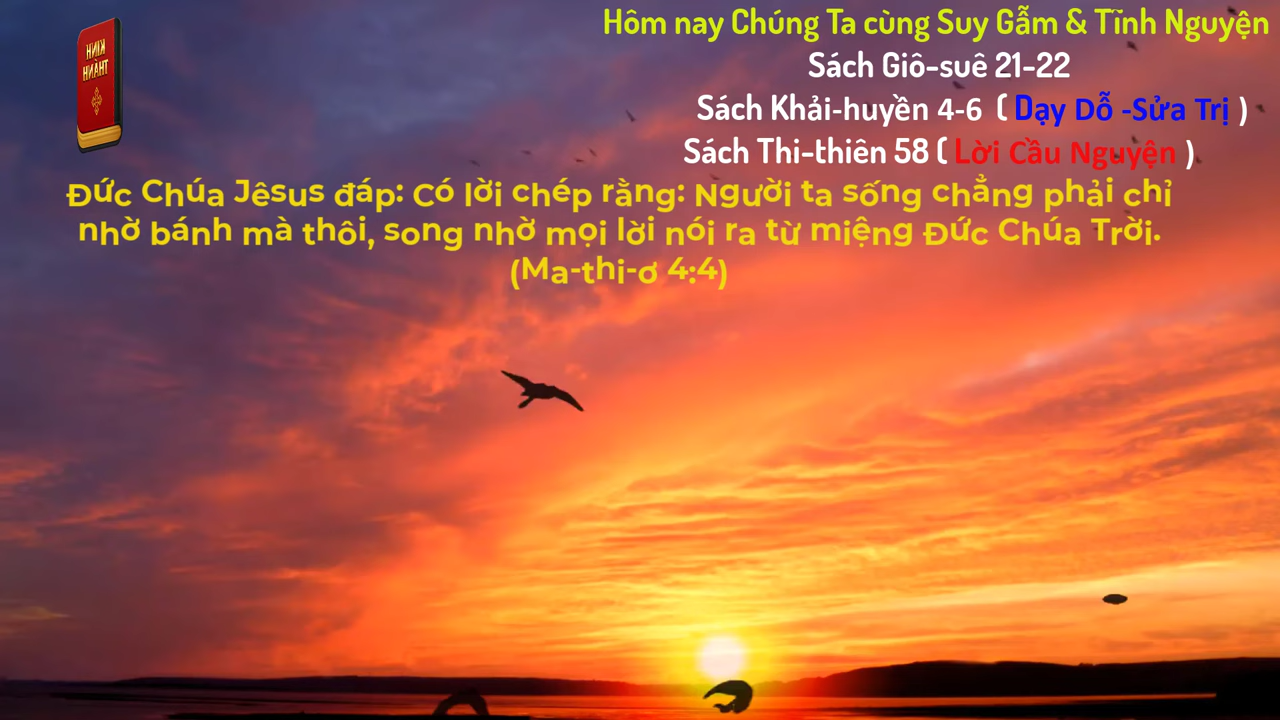 KINH
THÁNH
Hôm nay Chúng Ta cùng Suy Gẫm & Tĩnh Nguyện
Sách Giô-suê 21-22
Sách Khải-huyền 4-6 ( Dạy Dỗ -Sửa Trị )
Sách Thi-thiên 58 ( Lời Cầu Nguyện )
Đức Chúa Jêsus đáp: Có lời chép rằng: Người ta sống chẳng phải chỉ
nhờ bánh mà thôi, song nhờ mọi lời nói ra từ miệng Đức Chúa Trời.
(Ma-thi-ơ 4:4)